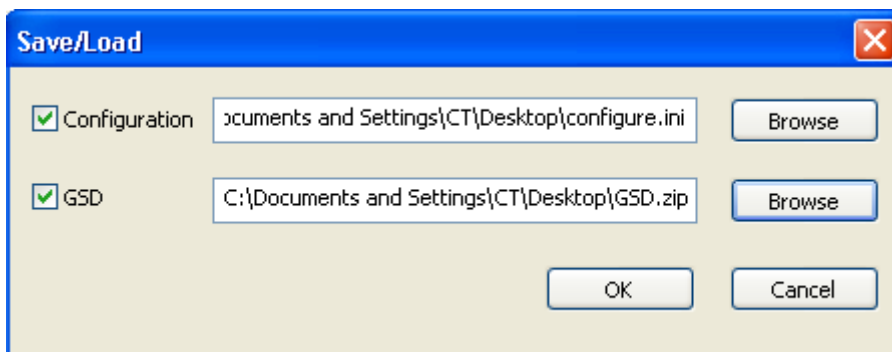 Save/Load
Configuration ocuments and Settings\CT\Desktop\configure.ini Browse
GSD C:\Documents and Settings\CT\Desktop\GSD.zip Browse
OK Cancel